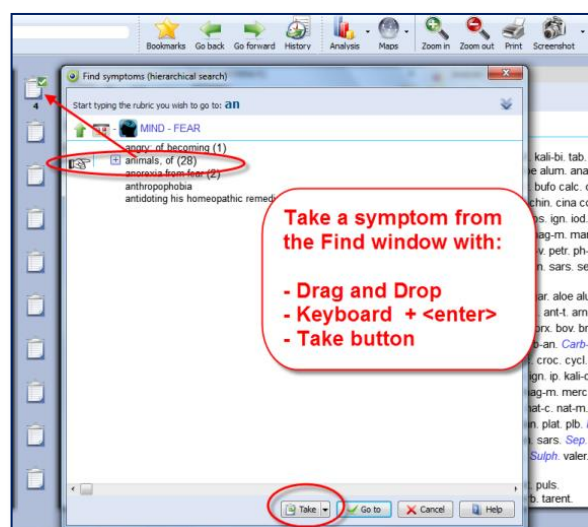 Bookmarks Go back Go forward History Analysis Maps Zoom in Zoom out Print Screenshot
4
Find symptoms (hierarchical search)
Start typing the rubric you wish to go to: an
MIND - FEAR
angry; of becoming (1)
animals, of (28)
anorexia from fear (2)
anthropophobia
antidoting his homeopathic
Take a symptom from
the Find window with:
- Drag and Drop
- Keyboard + <enter>
- Take button
kali-bi. tab.
alum. ana
bufo calc.
chin. cina
ign. iod.
petr.
sars.
aloe
ant-t. arn
bov.
Carb-
croc. cycl.
ign. ip. kali-
merc
nat-c. nat-m.
plat. plb.
sars. Sep.
Sulph. valer.
puls.
tarent.
Take Go to Cancel Help